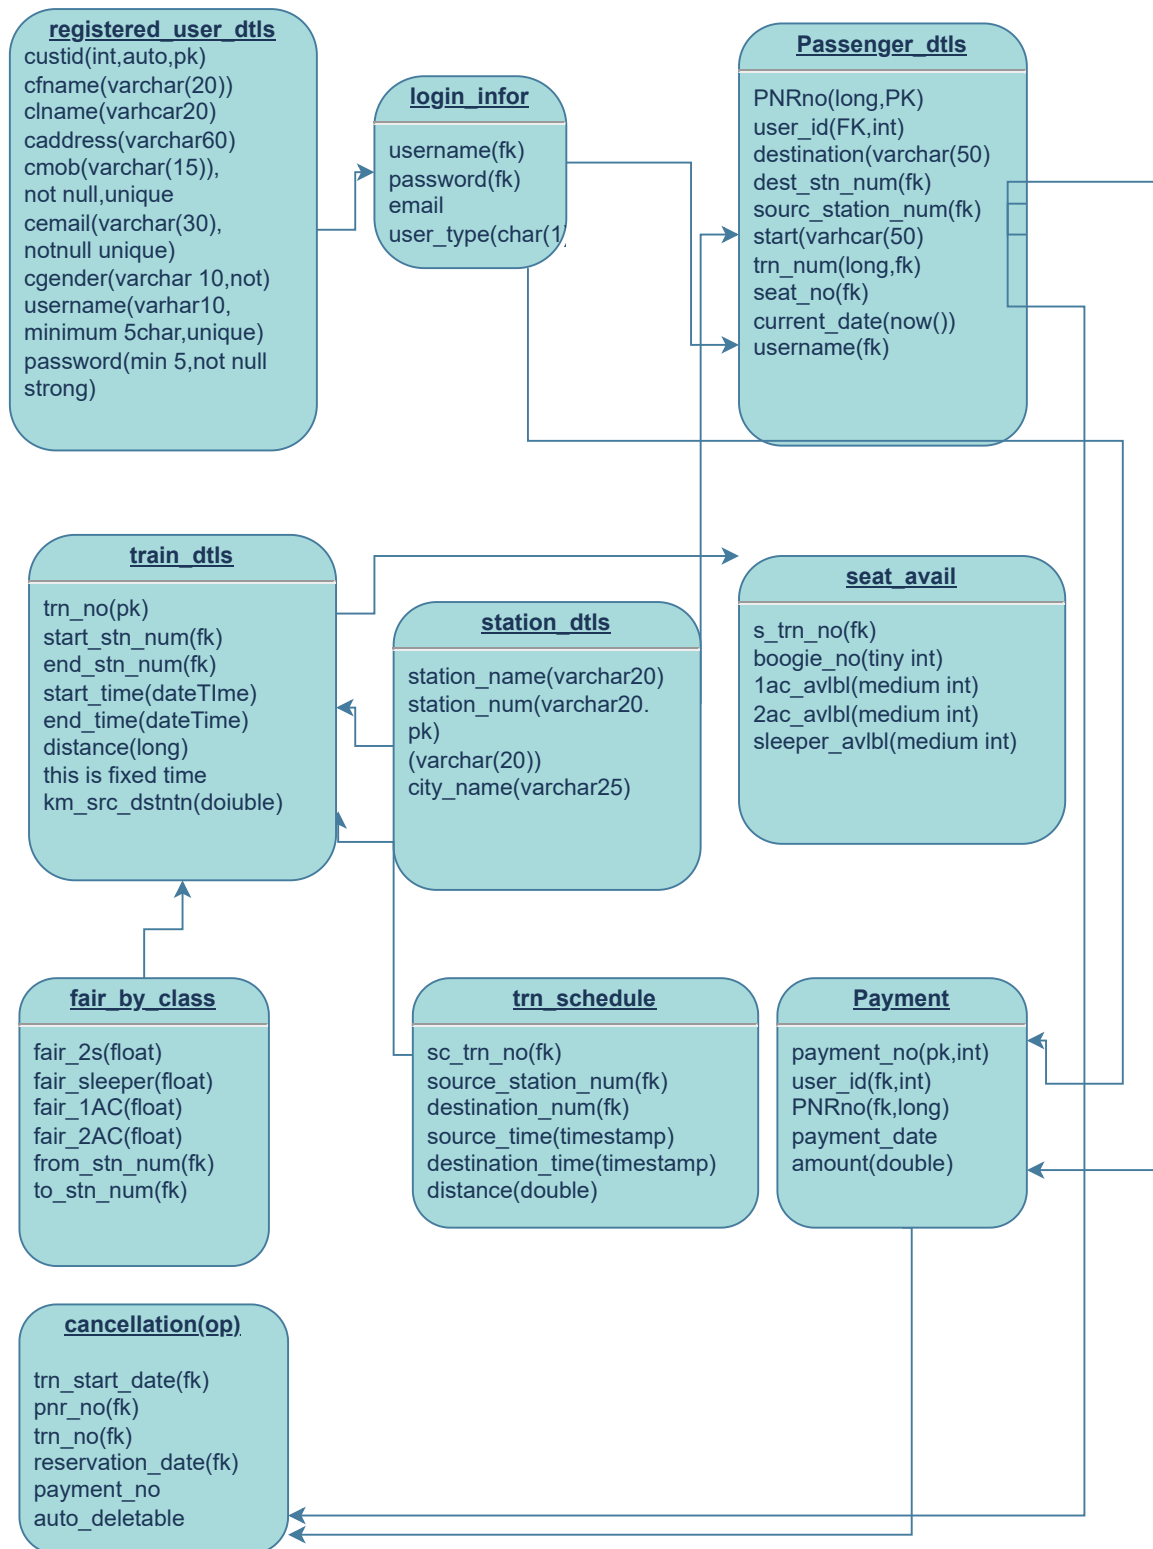 registered_user_dtls
custid(int,auto,pk)
cfname(varchar(20))
clname(varhcar20)
caddress(varchar60)
cmob(varchar(15)),
not null,unique
cemail(varchar(30),
notnull unique)
cgender(varchar 10,not)
username(varhar10,
minimum 5char,unique)
password(min 5,not null
strong)
login_infor
username(fk)
password(fk)
email
user_type(char(1)
Passenger_dtls
PNRno(long,PK)
user_id(FK,int)
destination(varchar(50)
dest_stn_num(fk)
sourc_station_num(fk)
start(varhcar(50)
trn_num(long,fk)
seat_no(fk)
current_date(now())
username(fk)
train_dtls
trn_no(pk)
start_stn_num(fk)
end_stn_num(fk)
start_time(dateTIme)
end_time(dateTime)
distance(long)
this is fixed time
km_src_dstntn(doiuble)
station_dtls
station_name(varchar20)
station_num(varchar20.
pk)
(varchar(20))
city_name(varchar25)
seat_avail
s_trn_no(fk)
boogie_no(tiny int)
1ac_avlbl(medium int)
2ac_avlbl(medium int)
sleeper_avlbl(medium int)
fair_by_class
fair_2s(float)
fair_sleeper(float)
fair_1AC(float)
fair_2AC(float)
from_stn_num(fk)
to_stn_num(fk)
trn_schedule
sc_trn_no(fk)
source_station_num(fk)
destination_num(fk)
source_time(timestamp)
destination_time(timestamp)
distance(double)
Payment
payment_no(pk,int)
user_id(fk,int)
PNRno(fk,long)
payment_date
amount(double)
cancellation(op)
trn_start_date(fk)
pnr_no(fk)
trn_no(fk)
reservation_date(fk)
payment_no
auto_deletable